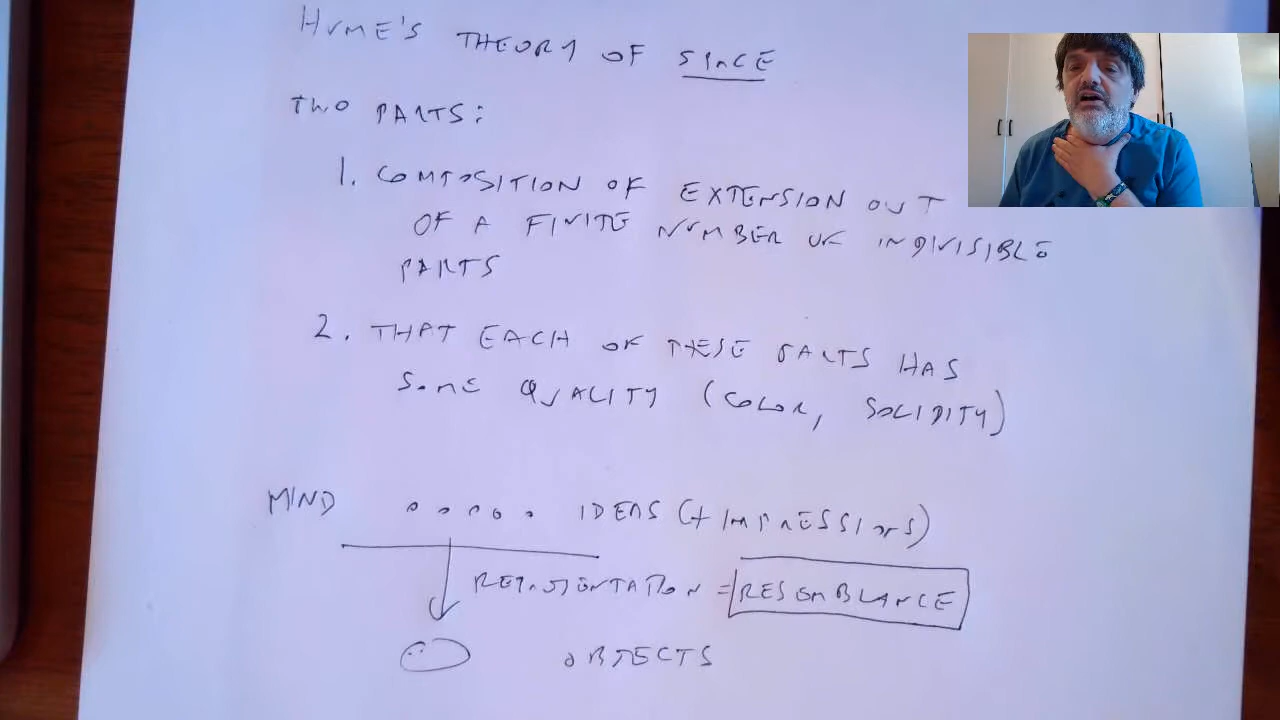 HUME'S THEORY OF SPACE
TWO PARTS:
1. COMPOSITION OF EXTENSION OUT
OF A FINITE NUMBER OF INDIVISIBLE
PARTS
2. THAT EACH OF THESE PARTS HAS
SOME QUALITY (COLOR, SOLIDITY)
MIND IDEAS (+ IMPRESSIONS)
REPRESENTATION = RESEMBLANCE
OBJECTS